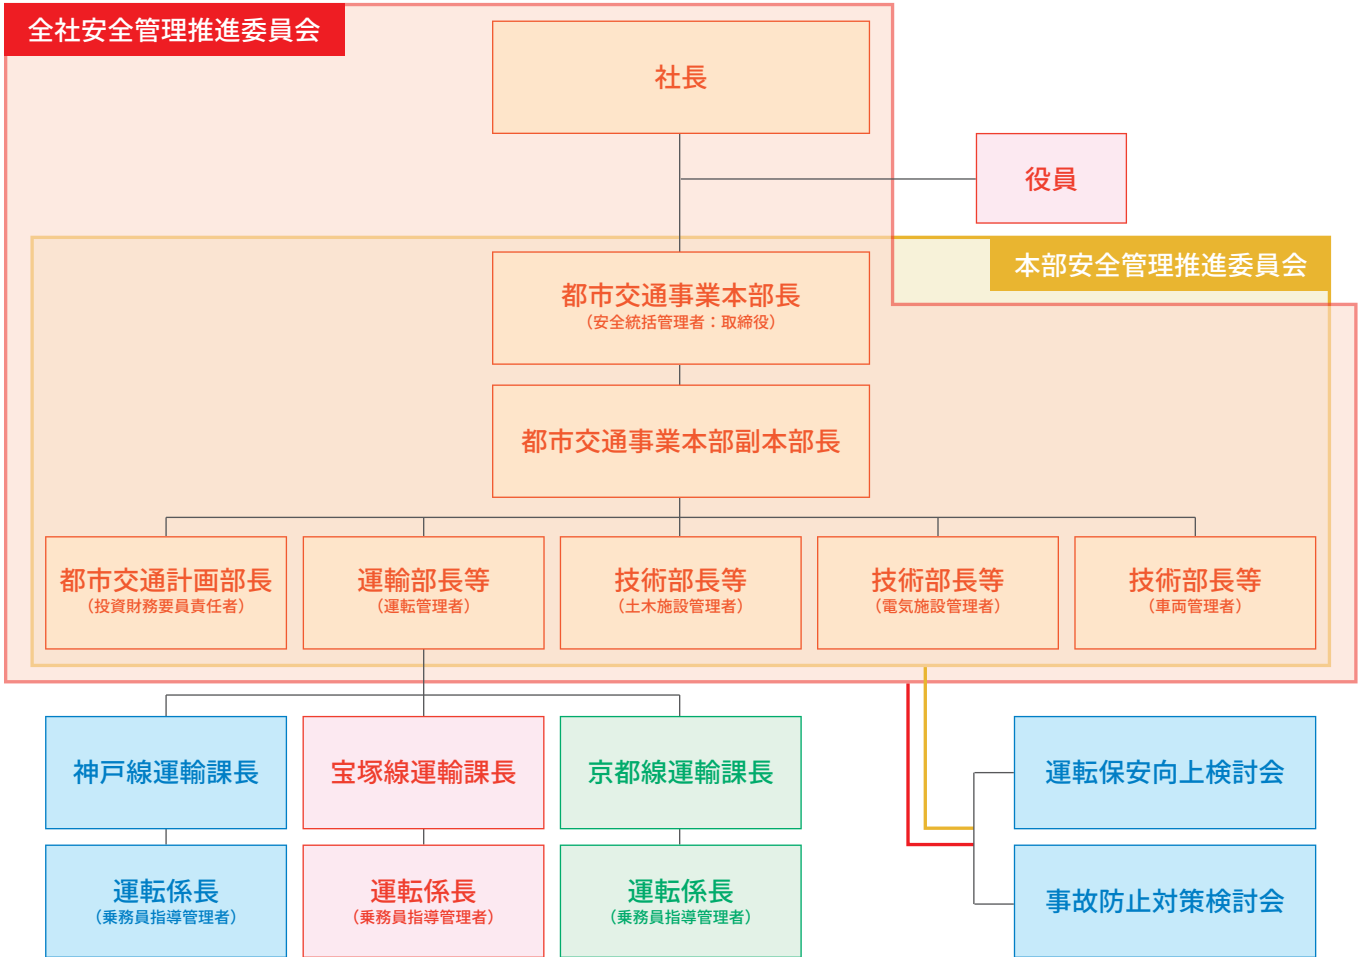 全社安全管理推進委員会
社長
役員
本部安全管理推進委員会
都市交通事業本部長
（安全統括管理者：取締役）
都市交通事業本部副本部長
都市交通計画部長
（投資財務要員責任者）
運輸部長等
（運転管理者）
技術部長等
（土木施設管理者）
技術部長等
（電気施設管理者）
技術部長等
（車両管理者）
神戸線運輸課長
宝塚線運輸課長
京都線運輸課長
運転保安向上検討会
運転係長
（乗務員指導管理者）
運転係長
（乗務員指導管理者）
運転係長
（乗務員指導管理者）
事故防止対策検討会